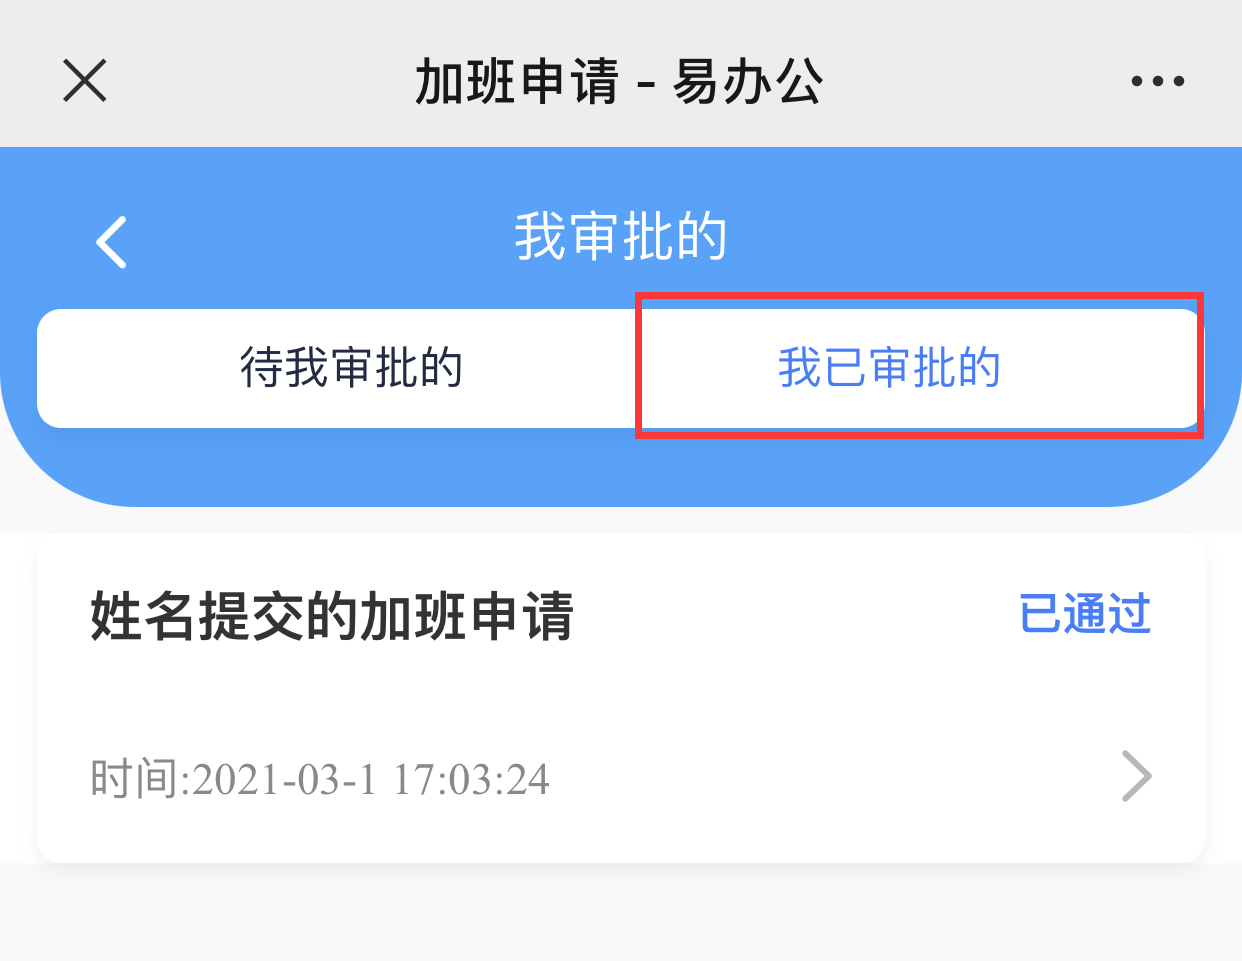 加班申请 - 易办公
我审批的
待我审批的
我已审批的
姓名提交的加班申请
已通过
时间:2021-03-1 17:03:24